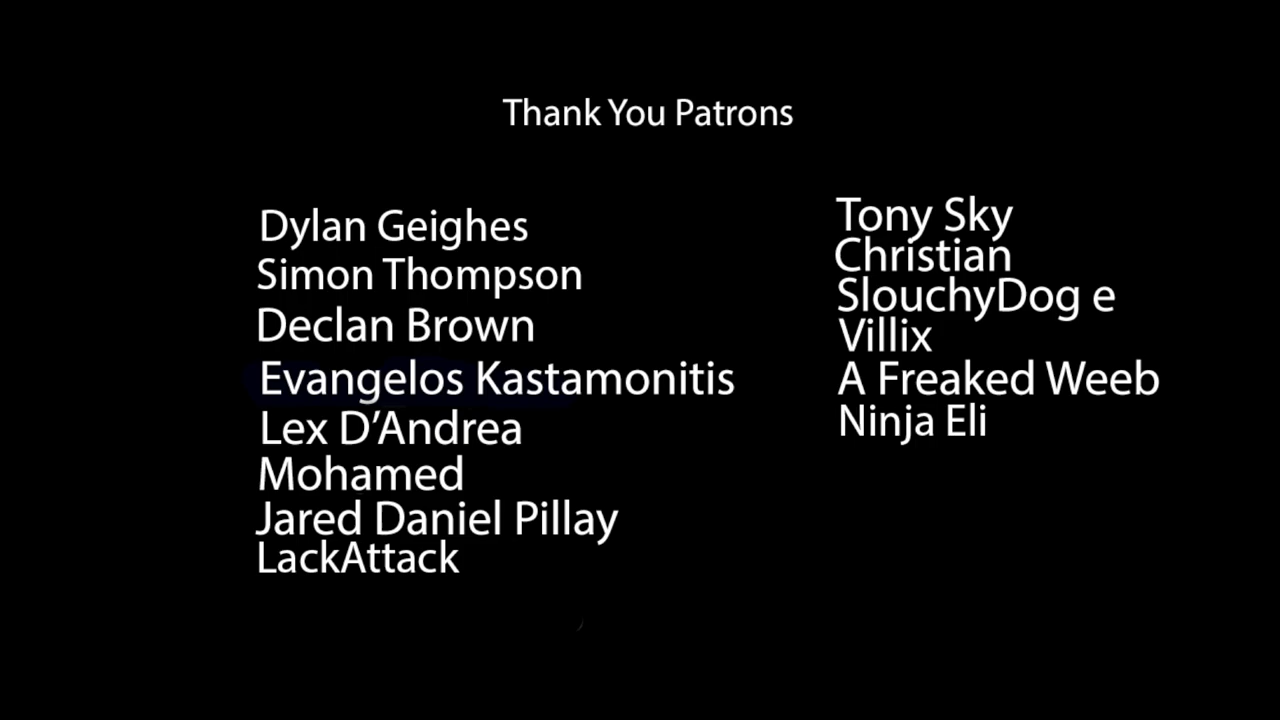 Thank You Patrons
Dylan Geighes
Simon Thompson
Declan Brown
Evangelos Kastamonitis
Lex D’Andrea
Mohamed
Jared Daniel Pillay
LackAttack
Tony Sky
Christian
SlouchyDog e
Villix
A Freaked Weeb
Ninja Eli